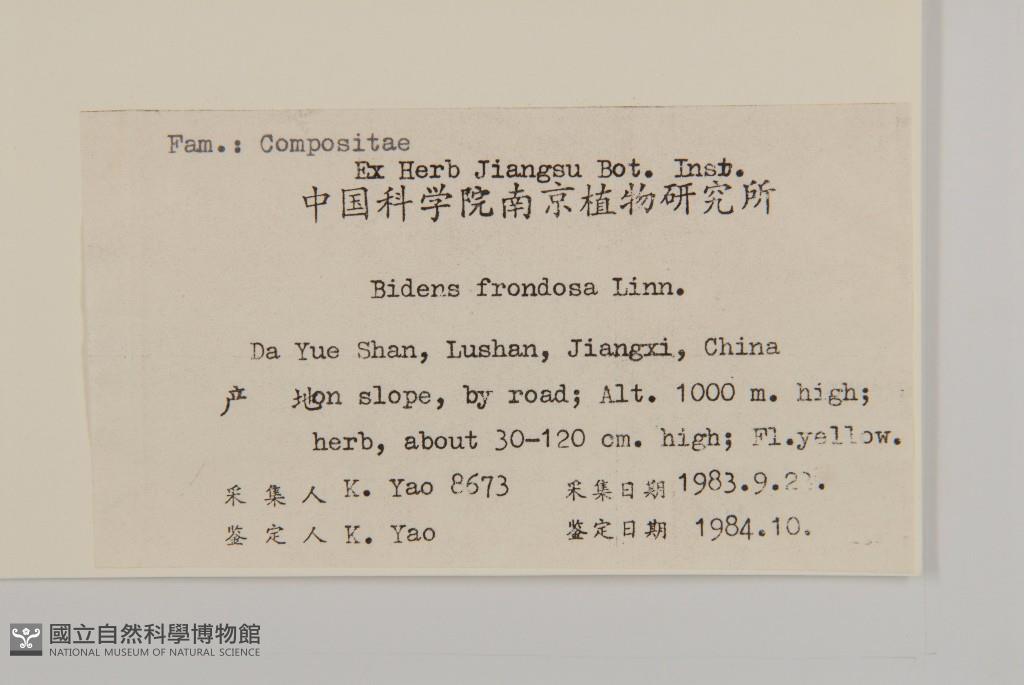 Fam.: Compositae
Ex Herb Jiangsu Bot. Inst.
中国科学院南京植物研究所
Bidens frondosa Linn.
Da Yue Shan, Lushan, Jiangxi, China
产 地on slope, by road; Alt. 1000 m. high;
herb, about 30-120 cm. high; Fl.yellow.
采集人 K. Yao 8673 采集日期 1983.9.
鉴定人 K. Yao 鉴定日期 1984.10.
國立自然科學博物館
NATIONAL MUSEUM OF NATURAL SCIENCE